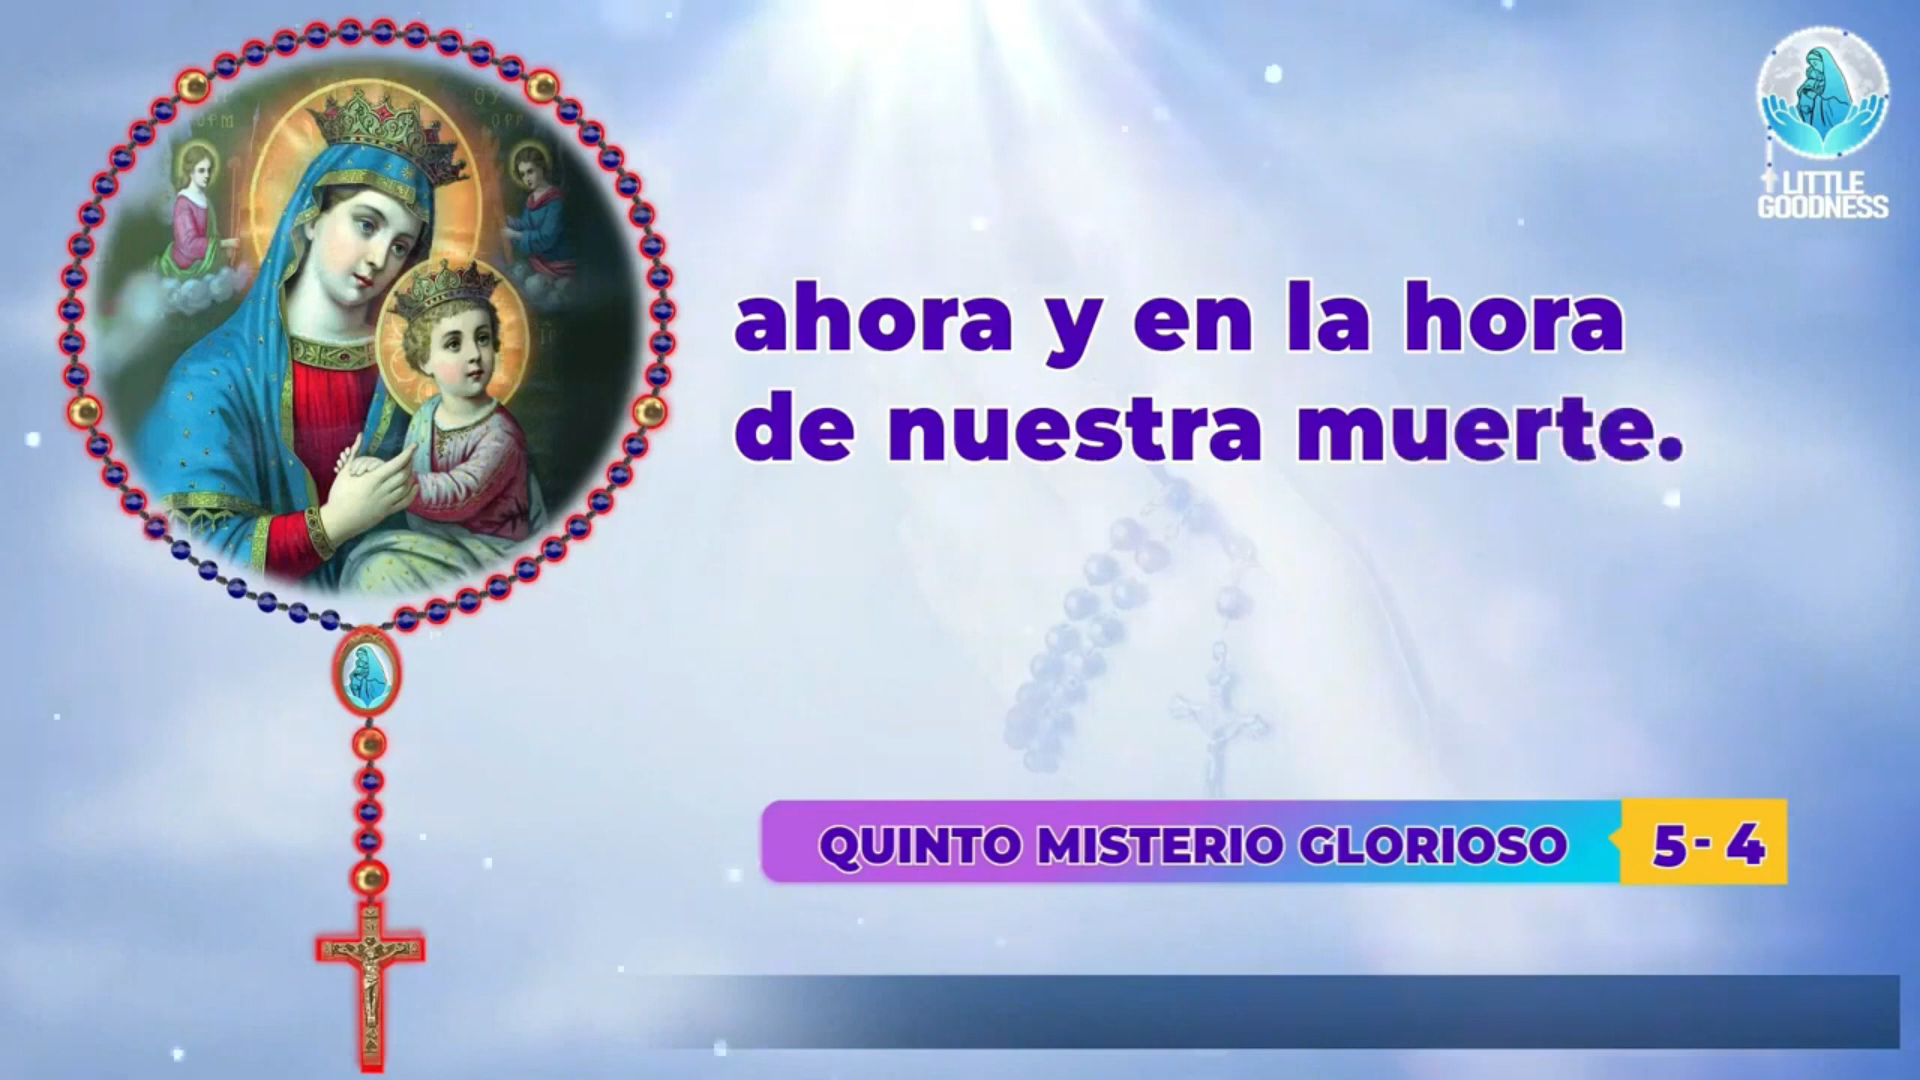 LITTLE
GOODNESS
ahora y en la hora
de nuestra muerte.
QUINTO MISTERIO GLORIOSO 5 - 4